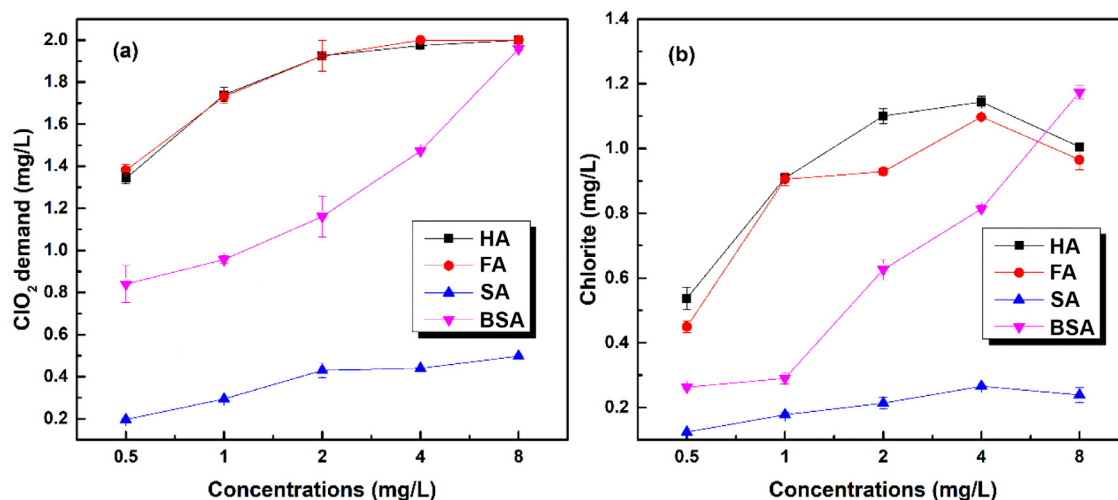 (a)
ClO2 demand (mg/L)
2.0
1.8
1.6
1.4
1.2
1.0
0.8
0.6
0.4
0.2
HA
FA
SA
BSA
0.5 1 2 4 8
Concentrations (mg/L)
(b)
Chlorite (mg/L)
1.4
1.2
1.0
0.8
0.6
0.4
0.2
HA
FA
SA
BSA
0.5 1 2 4 8
Concentrations (mg/L)